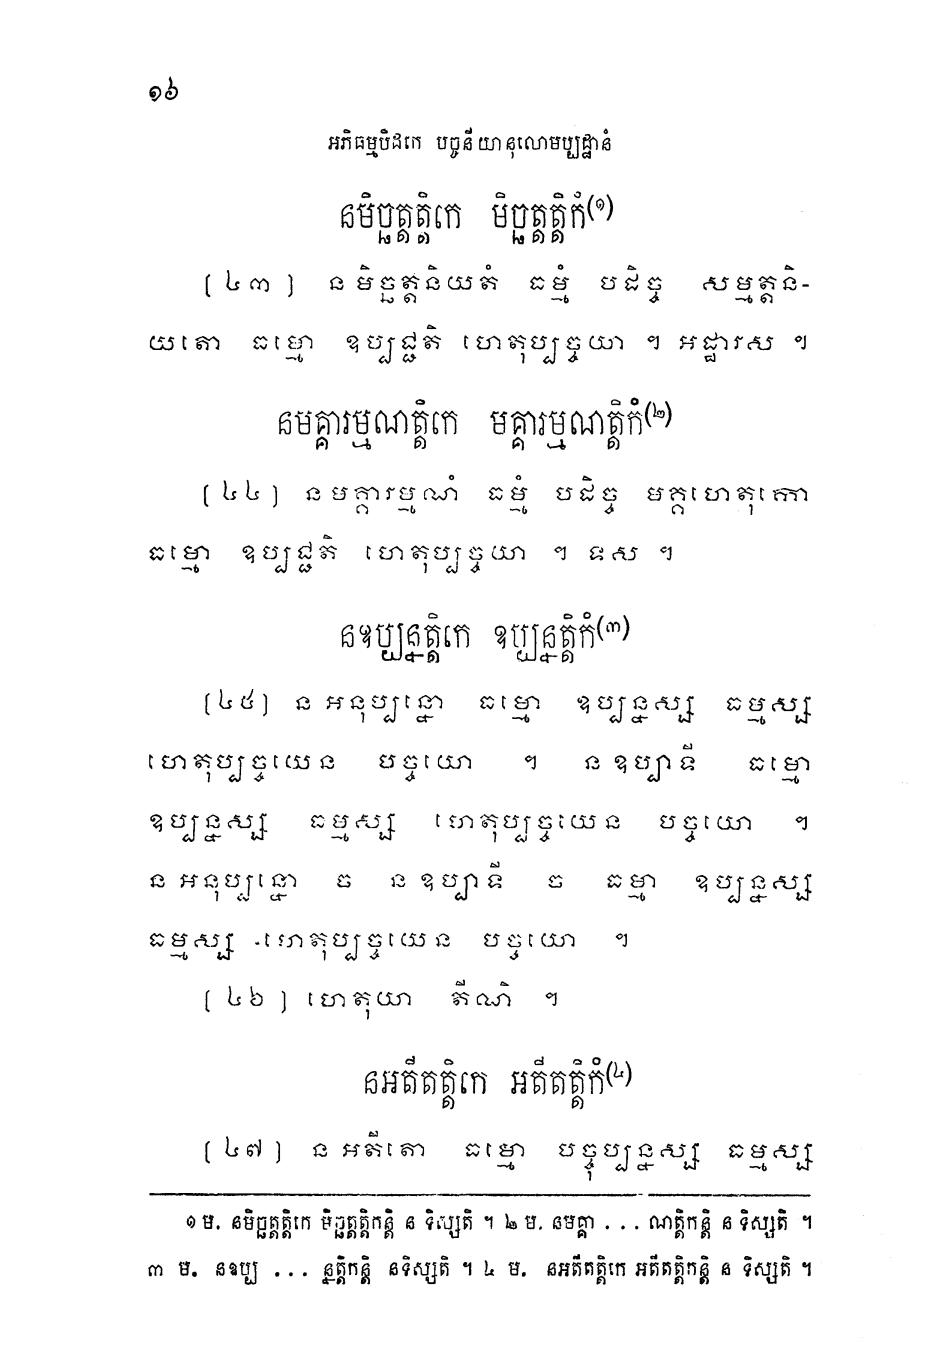 ១៦
អភិធម្មបិដកេ បច្ចនីយានុលោមប្បដ្ឋានំ
នមិច្ឆត្តត្តិកេ មិច្ឆត្តត្តិកំ(១)
[៤៣] នមិច្ឆត្តនិយតំ ធម្មំ បដិច្ច សម្មត្តនិ-
យតោ ធម្មោ ឧប្បជ្ជតិ ហេតុប្បច្ចយា ។ អដ្ឋារស ។
នមគ្គារម្មណត្តិកេ មគ្គារម្មណត្តិកំ(២)
[៤៤] នមគ្គារម្មណំ ធម្មំ បដិច្ច មគ្គហេតុកោ
ធម្មោ ឧប្បជ្ជតិ ហេតុប្បច្ចយា ។ ទស ។
នឧប្បន្នត្តិកេ ឧប្បន្នត្តិកំ(៣)
[៤៥] នអនុប្បន្នោ ធម្មោ ឧប្បន្នស្ស ធម្មស្ស
ហេតុប្បច្ចយេន បច្ចយោ ។ នឧប្បាទី ធម្មោ
ឧប្បន្នស្ស ធម្មស្ស ហេតុប្បច្ចយេន បច្ចយោ ។
នអនុប្បន្នោ ច នឧប្បាទី ច ធម្មា ឧប្បន្នស្ស
ធម្មស្ស ហេតុប្បច្ចយេន បច្ចយោ ។
[៤៦] ហេតុយា តីណិ ។
នអតីតត្តិកេ អតីតត្តិកំ(៤)
[៤៧] នអតីតោ ធម្មោ បច្ចុប្បន្នស្ស ធម្មស្ស
១ ម. នមិច្ឆត្តត្តិកេ មិច្ឆត្តត្តិកន្តិ ន ទិស្សតិ ។ ២ ម. នមគ្គា ... ណត្តិកន្តិ ន ទិស្សតិ ។
៣ ម. នឧប្ប ... ន្នត្តិកន្តិ នទិស្សតិ ។ ៤ ម. នអតីតត្តិកេ អតីតត្តិកន្តិ ន ទិស្សតិ ។